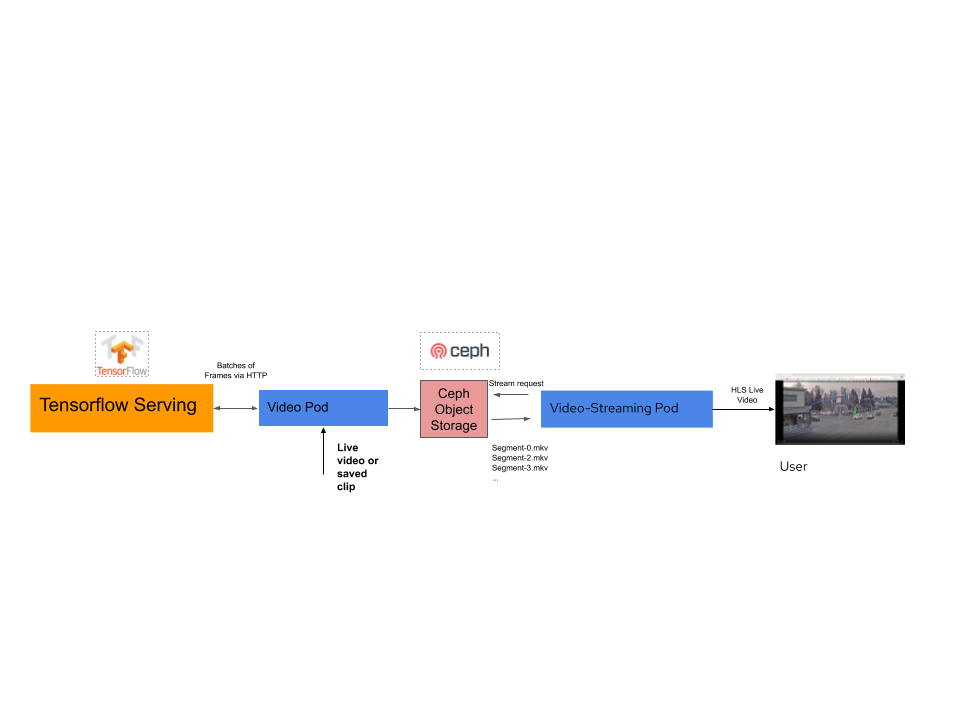 TensorFlow
Tensorflow Serving
Batches of
Frames via HTTP
Video Pod
Live
video or
saved
clip
ceph
Ceph
Object
Storage
Stream request
Segment-0.mkv
Segment-2.mkv
Segment-3.mkv
...
Video-Streaming Pod
HLS Live
Video
User